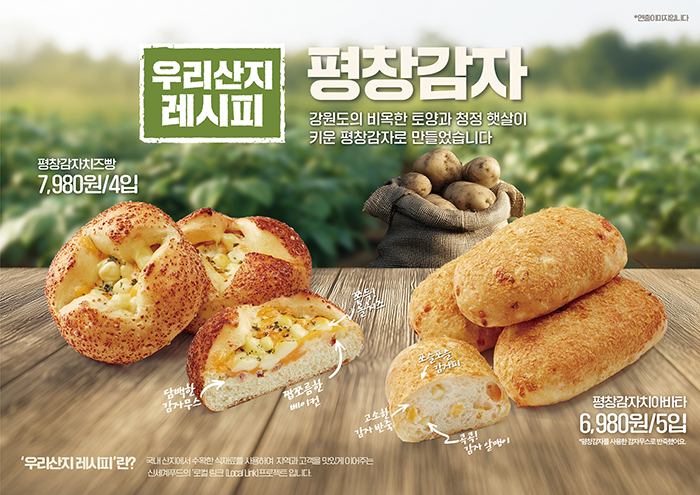 *연출이미지입니다
우리산지
레시피
평창감자
강원도의 비옥한 토양과 청정 햇살이
키운 평창감자로 만들었습니다
평창감자치즈빵
7,980원/4입
쫀득!
롤치즈
담백한
감자무스
짭쪼름한
베이컨
포슬포슬
감자피
고소한
감자 반죽
콕콕!
감자 알맹이
평창감자치아바타
6,980원/5입
*평창감자를 사용한 감자무스로 반죽했어요.
‘우리산지 레시피’란?
국내 산지에서 수확한 식재료를 사용하여 지역과 고객을 맛있게 이어주는
신세계푸드의 '로컬 링크 (Local Link)'프로젝트 입니다.